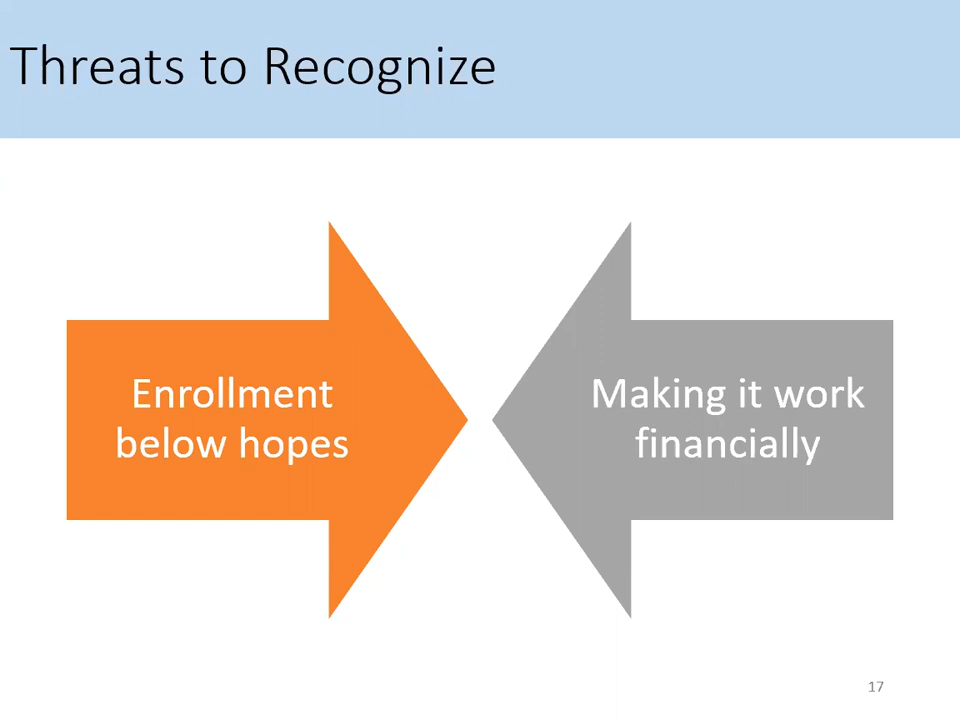 Threats to Recognize
Enrollment
below hopes
Making it work
financially
17